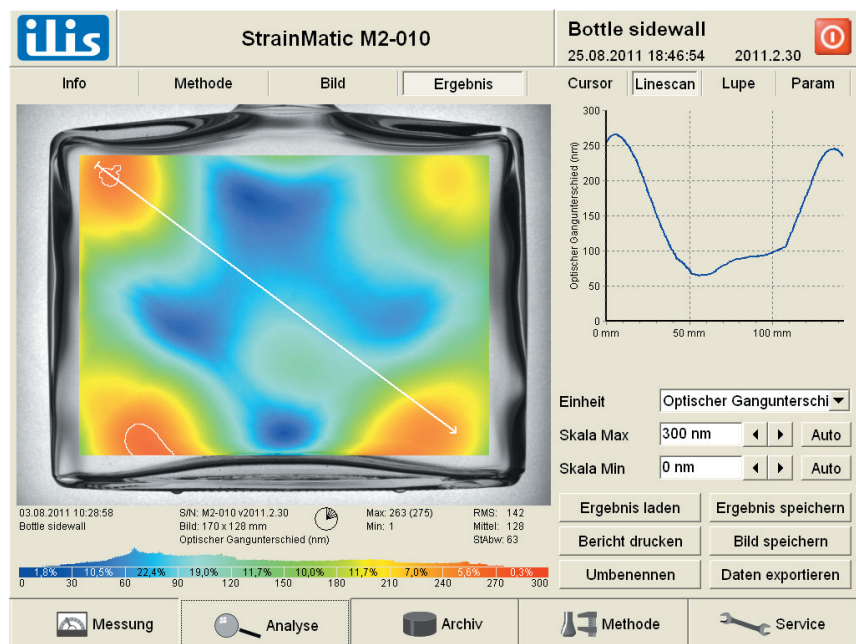 ilis
StrainMatic M2-010
Bottle sidewall
25.08.2011 18:46:54 2011.2.30
Info Methode Bild Ergebnis
Cursor Linescan Lupe Param
300
250
200
150
100
50
0
Optischer Gangunterschied (nm)
0 mm 50 mm 100 mm
Einheit Optischer Gangunterschi
Skala Max 300 nm Auto
Skala Min 0 nm Auto
Ergebnis laden Ergebnis speichern
Bericht drucken Bild speichern
Umbenennen Daten exportieren
03.08.2011 10:28:58 S/N: M2-010 v2011.2.30 Max: 263 (275) RMS: 142
Bottle sidewall Bild: 170 x 128 mm Min: 1 Mittel: 128
Optischer Gangunterschied (nm) StAbw: 63
1,8% 10,5% 22,4% 19,0% 11,7% 10,0% 11,7% 7,0% 5,6% 0,3%
0 30 60 90 120 150 180 210 240 270 300
Messung Analyse Archiv Methode Service